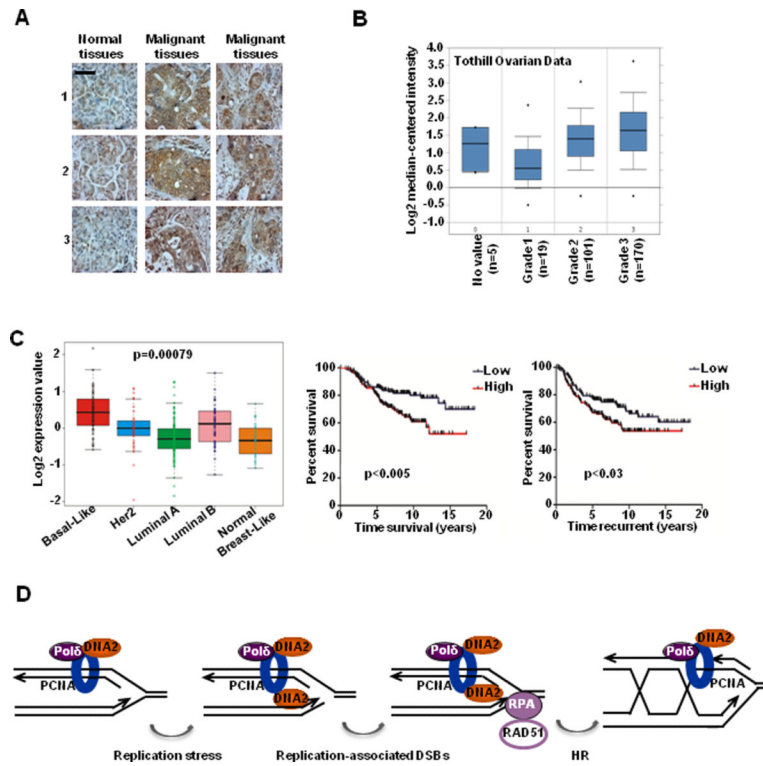 A
Normal tissues
Malignant tissues
Malignant tissues
1
2
3
B
Tothill Ovarian Data
Log2 median-centered intensity
4.0
3.5
3.0
2.5
2.0
1.5
1.0
0.5
0.0
-0.5
-1.0
0
1
2
3
No value (n=5)
Grade 1 (n=19)
Grade 2 (n=101)
Grade 3 (n=170)
C
p=0.00079
Log2 expression value
2
1
0
-1
-2
Basal-Like
Her2
Luminal A
Luminal B
Normal Breast-Like
Percent survival
100
80
60
40
20
0
Low
High
p<0.005
0 5 10 15 20
Time survival (years)
Percent survival
100
80
60
40
20
0
Low
High
p<0.03
0 5 10 15 20
Time recurrent (years)
D
Polδ
DNA2
PCNA
Replication stress
Polδ
DNA2
PCNA
DNA2
Replication-associated DSBs
Polδ
DNA2
PCNA
DNA2
RPA
RAD51
HR
Polδ
DNA2
PCNA